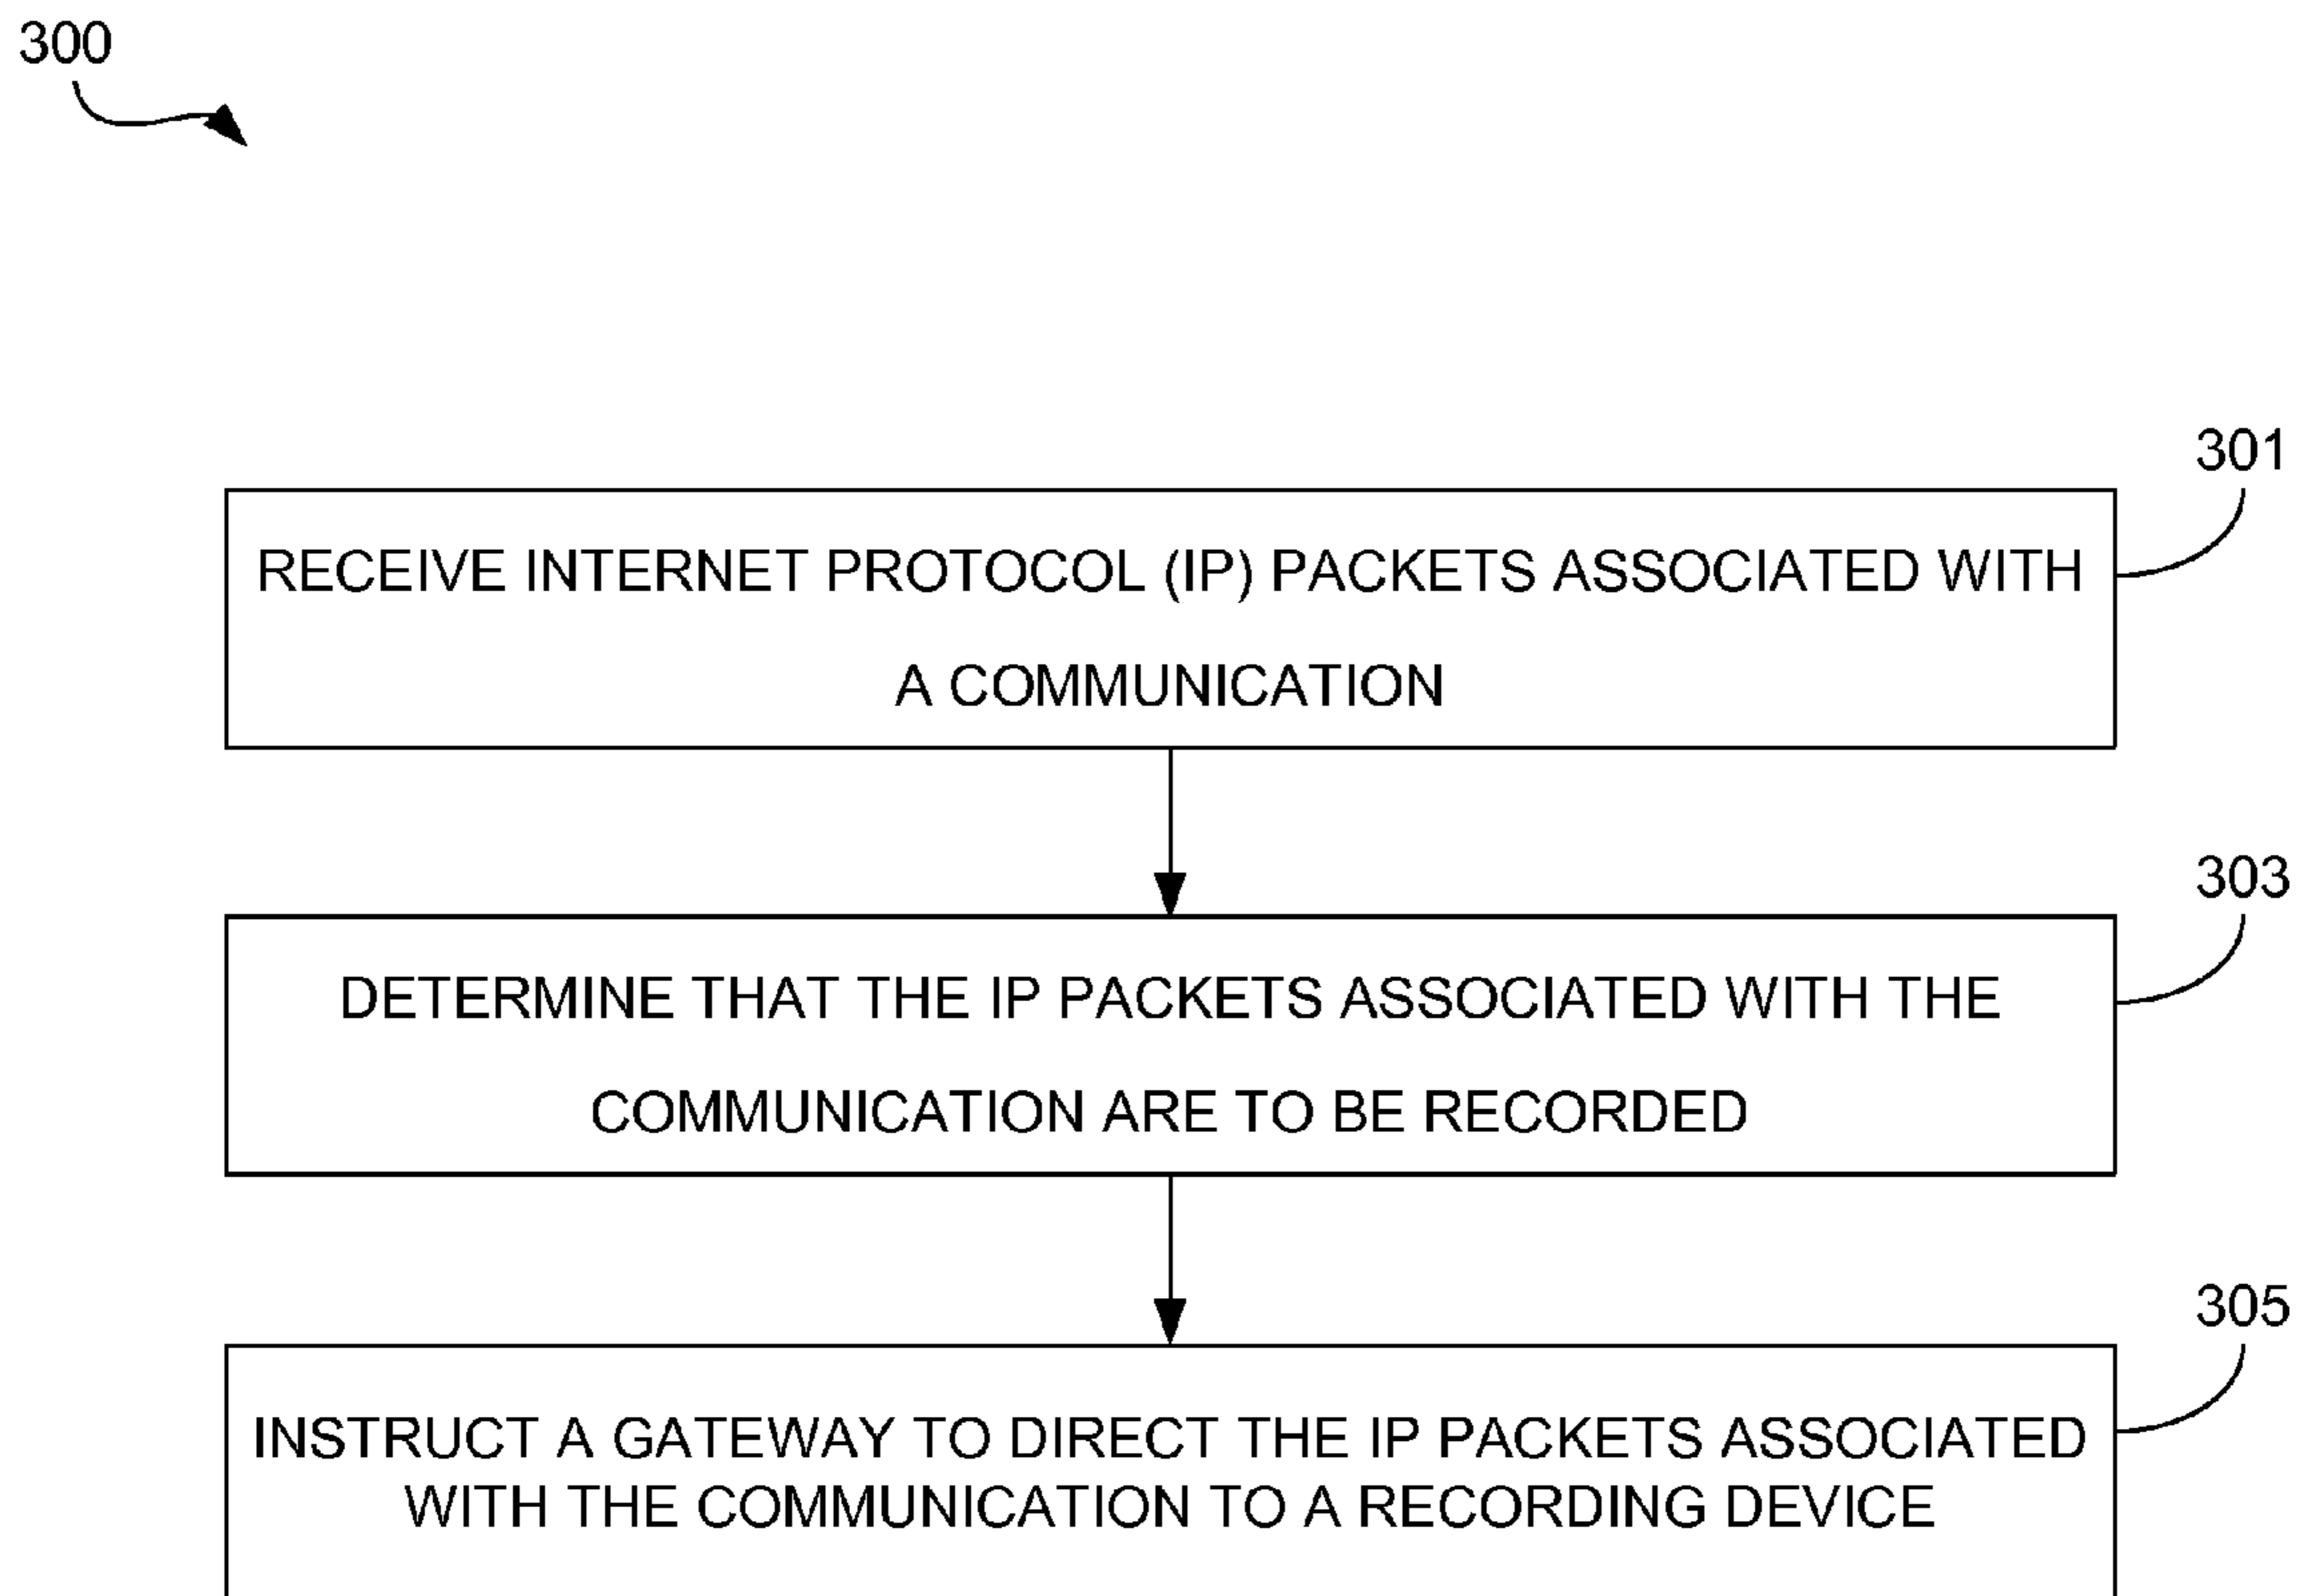 300
301
RECEIVE INTERNET PROTOCOL (IP) PACKETS ASSOCIATED WITH
A COMMUNICATION
303
DETERMINE THAT THE IP PACKETS ASSOCIATED WITH THE
COMMUNICATION ARE TO BE RECORDED
305
INSTRUCT A GATEWAY TO DIRECT THE IP PACKETS ASSOCIATED
WITH THE COMMUNICATION TO A RECORDING DEVICE